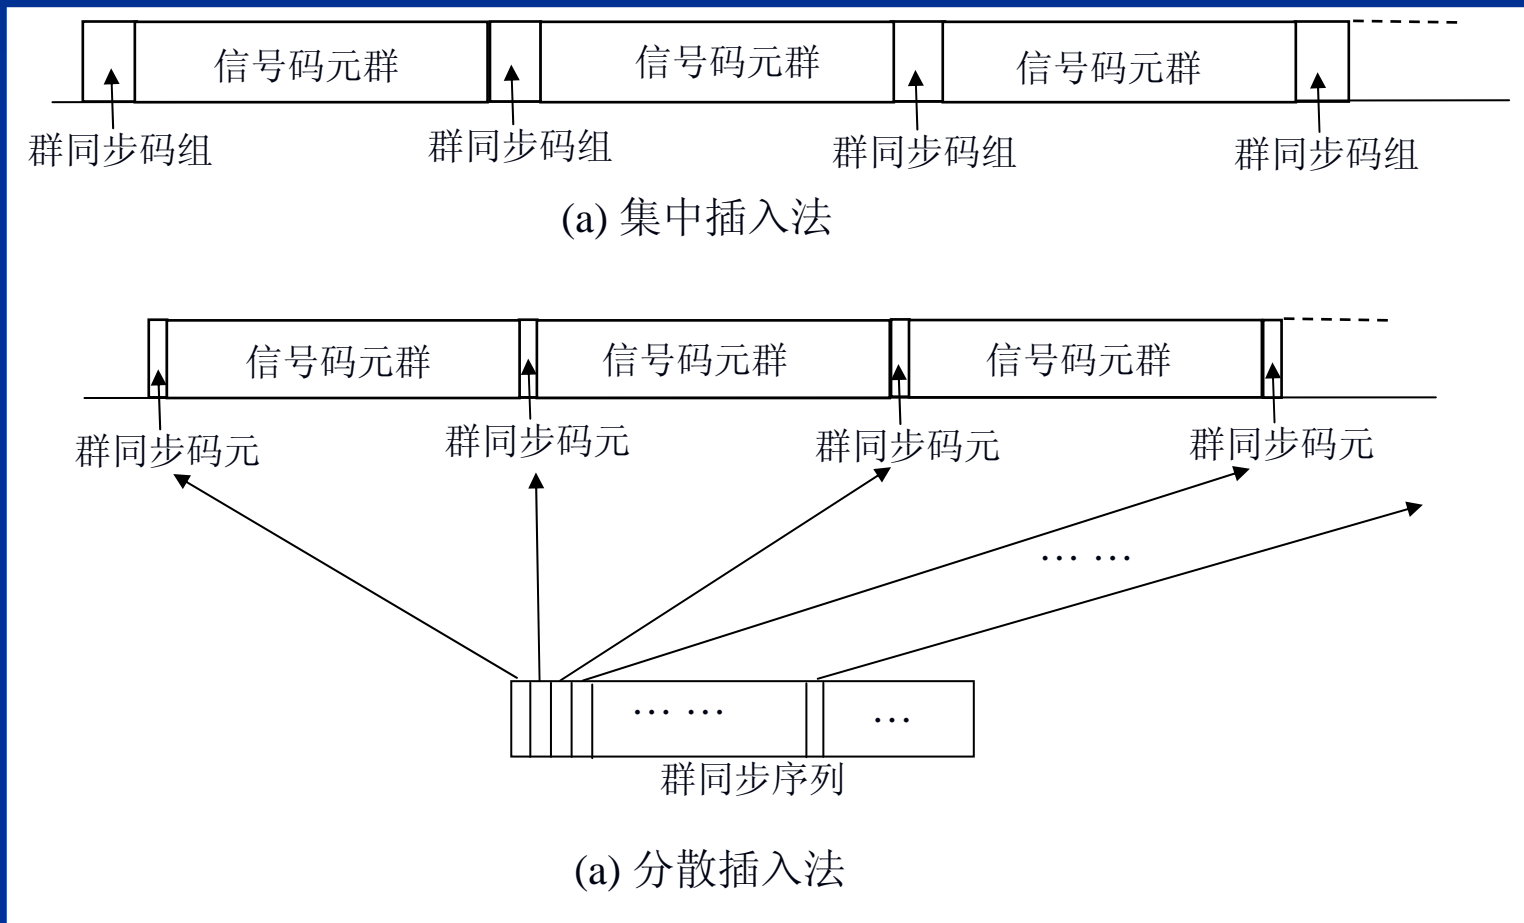 信号码元群 信号码元群 信号码元群
群同步码组 群同步码组 群同步码组 群同步码组
(a) 集中插入法
信号码元群 信号码元群 信号码元群
群同步码元 群同步码元 群同步码元 群同步码元
… …
… … …
群同步序列
(a) 分散插入法